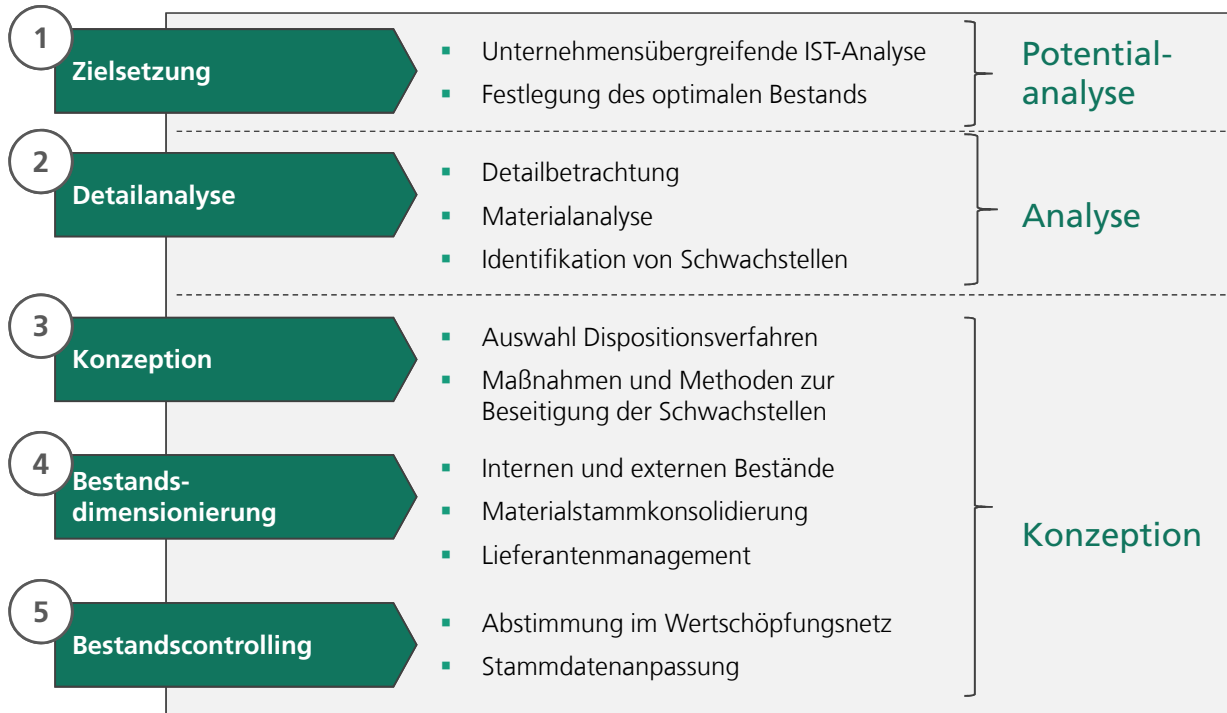 1
Zielsetzung
Unternehmensübergreifende IST-Analyse
Festlegung des optimalen Bestands
Potential-
analyse
2
Detailanalyse
Detailbetrachtung
Materialanalyse
Identifikation von Schwachstellen
Analyse
3
Konzeption
Auswahl Dispositionsverfahren
Maßnahmen und Methoden zur
Beseitigung der Schwachstellen
4
Bestands-
dimensionierung
Internen und externen Bestände
Materialstammkonsolidierung
Lieferantenmanagement
Konzeption
5
Bestandscontrolling
Abstimmung im Wertschöpfungsnetz
Stammdatenanpassung